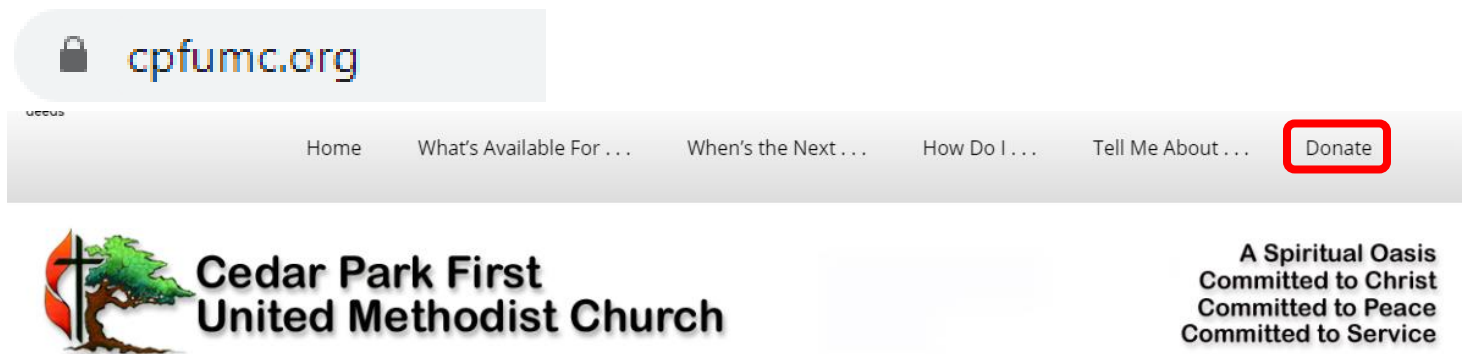 cpfumc.org
deeds
Home What's Available For . . . When's the Next . . . How Do I . . . Tell Me About . . . Donate
Cedar Park First
United Methodist Church
A Spiritual Oasis
Committed to Christ
Committed to Peace
Committed to Service